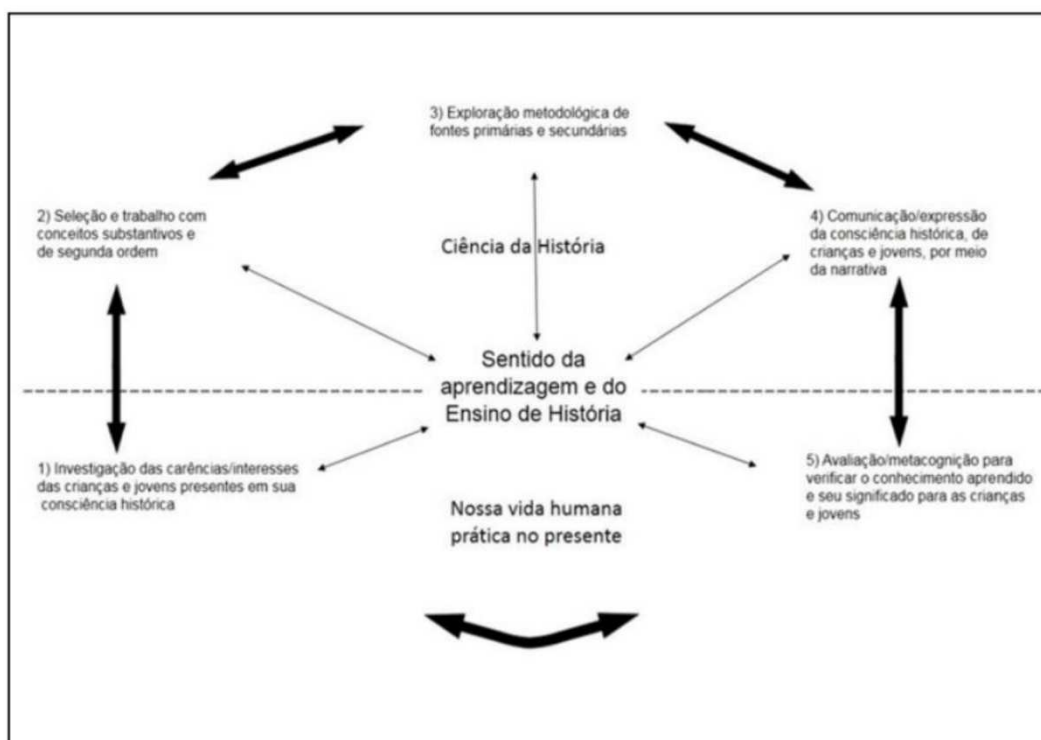 3) Exploração metodológica de
fontes primárias e secundárias
2) Seleção e trabalho com
conceitos substantivos e
de segunda ordem
4) Comunicação/expressão
da consciência histórica, de
crianças e jovens, por meio
da narrativa
Ciência da História
Sentido da
aprendizagem e do
Ensino de História
1) Investigação das carências/interesses
das crianças e jovens presentes em sua
consciência histórica
5) Avaliação/metacognição para
verificar o conhecimento aprendido
e seu significado para as crianças
e jovens
Nossa vida humana
prática no presente